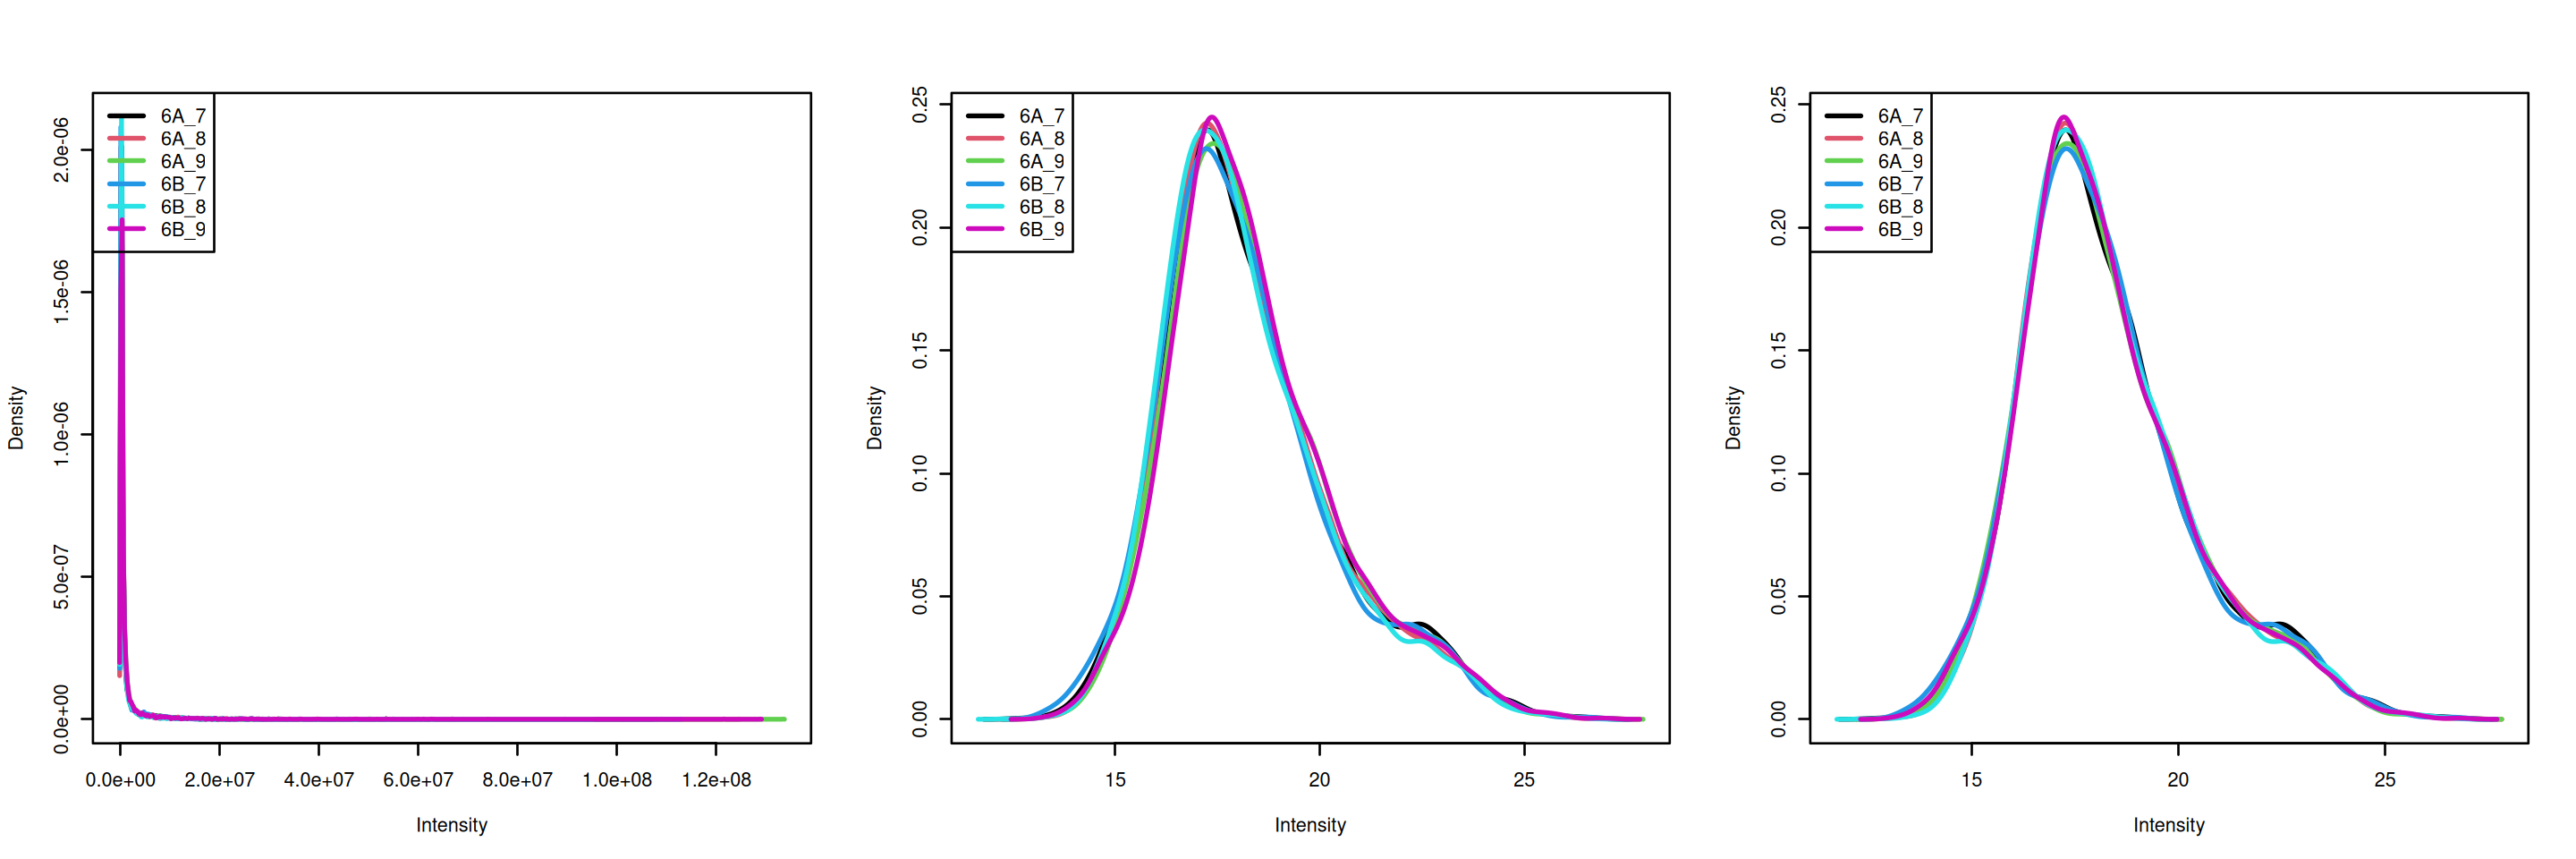 6A_7
6A_8
6A_9
6B_7
6B_8
6B_9
Density
0.0e+00
5.0e-07
1.0e-06
1.5e-06
2.0e-06
0.0e+00 2.0e+07 4.0e+07 6.0e+07 8.0e+07 1.0e+08 1.2e+08
Intensity
6A_7
6A_8
6A_9
6B_7
6B_8
6B_9
Density
0.00
0.05
0.10
0.15
0.20
0.25
15 20 25
Intensity
6A_7
6A_8
6A_9
6B_7
6B_8
6B_9
Density
0.00
0.05
0.10
0.15
0.20
0.25
15 20 25
Intensity